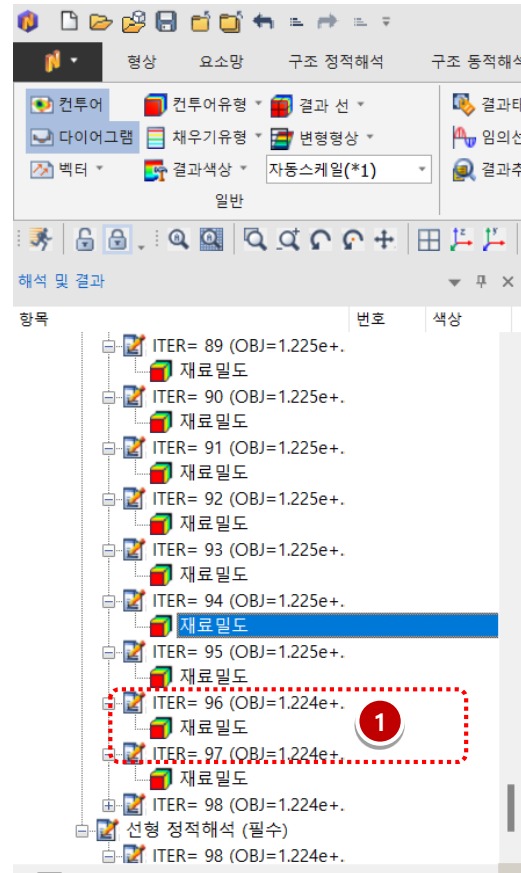 형상 요소망 구조 정적해석 구조 동적해석
컨투어 컨투어유형 결과 선 결과
다이어그램 채우기유형 변형형상 임의선
벡터 결과색상 자동스케일(*1) 결과추
일반
해석 및 결과
항목 번호 색상
ITER= 89 (OBJ=1.225e+..
재료밀도
ITER= 90 (OBJ=1.225e+..
재료밀도
ITER= 91 (OBJ=1.225e+..
재료밀도
ITER= 92 (OBJ=1.225e+..
재료밀도
ITER= 93 (OBJ=1.225e+..
재료밀도
ITER= 94 (OBJ=1.225e+..
재료밀도
ITER= 95 (OBJ=1.225e+..
재료밀도
ITER= 96 (OBJ=1.224e+..
재료밀도
1
ITER= 97 (OBJ=1.224e+..
재료밀도
ITER= 98 (OBJ=1.224e+..
선형 정적해석 (필수)
ITER= 98 (OBJ=1.224e+..